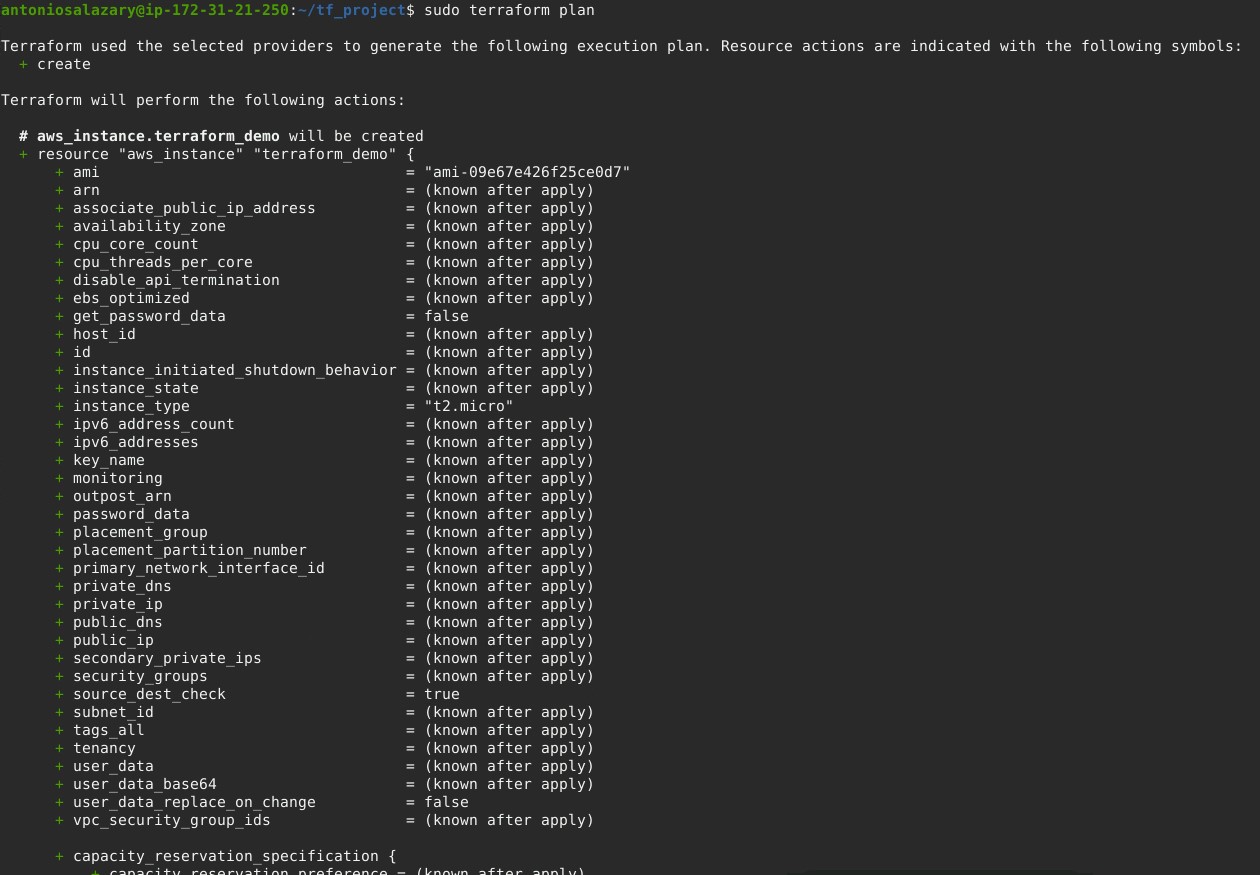 antoniosalazary@ip-172-31-21-250:~/tf_project$ sudo terraform plan
Terraform used the selected providers to generate the following execution plan. Resource actions are indicated with the following symbols:
+ create
Terraform will perform the following actions:
# aws_instance.terraform_demo will be created
+ resource "aws_instance" "terraform_demo" {
+ ami = "ami-09e67e426f25ce0d7"
+ arn = (known after apply)
+ associate_public_ip_address = (known after apply)
+ availability_zone = (known after apply)
+ cpu_core_count = (known after apply)
+ cpu_threads_per_core = (known after apply)
+ disable_api_termination = (known after apply)
+ ebs_optimized = (known after apply)
+ get_password_data = false
+ host_id = (known after apply)
+ id = (known after apply)
+ instance_initiated_shutdown_behavior = (known after apply)
+ instance_state = (known after apply)
+ instance_type = "t2.micro"
+ ipv6_address_count = (known after apply)
+ ipv6_addresses = (known after apply)
+ key_name = (known after apply)
+ monitoring = (known after apply)
+ outpost_arn = (known after apply)
+ password_data = (known after apply)
+ placement_group = (known after apply)
+ placement_partition_number = (known after apply)
+ primary_network_interface_id = (known after apply)
+ private_dns = (known after apply)
+ private_ip = (known after apply)
+ public_dns = (known after apply)
+ public_ip = (known after apply)
+ secondary_private_ips = (known after apply)
+ security_groups = (known after apply)
+ source_dest_check = true
+ subnet_id = (known after apply)
+ tags_all = (known after apply)
+ tenancy = (known after apply)
+ user_data = (known after apply)
+ user_data_base64 = (known after apply)
+ user_data_replace_on_change = false
+ vpc_security_group_ids = (known after apply)
+ capacity_reservation_specification {
+ capacity_reservation_preference = (known after apply)